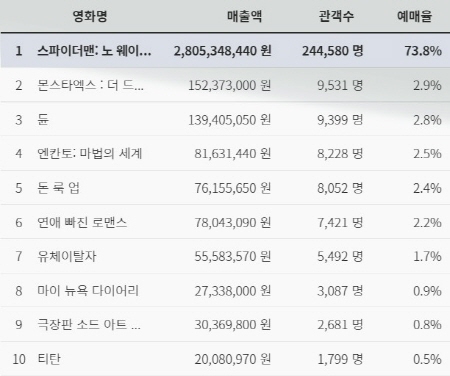 영화명 매출액 관객수 예매율
1 스파이더맨: 노 웨이... 2,805,348,440 원 244,580 명 73.8%
2 몬스타엑스 : 더 드... 152,373,000 원 9,531 명 2.9%
3 듄 139,405,050 원 9,399 명 2.8%
4 엔칸토: 마법의 세계 81,631,440 원 8,228 명 2.5%
5 돈 룩 업 76,155,650 원 8,052 명 2.4%
6 연애 빠진 로맨스 78,043,090 원 7,421 명 2.2%
7 유체이탈자 55,583,570 원 5,492 명 1.7%
8 마이 뉴욕 다이어리 27,338,000 원 3,087 명 0.9%
9 극장판 소드 아트 ... 30,369,800 원 2,681 명 0.8%
10 티탄 20,080,970 원 1,799 명 0.5%